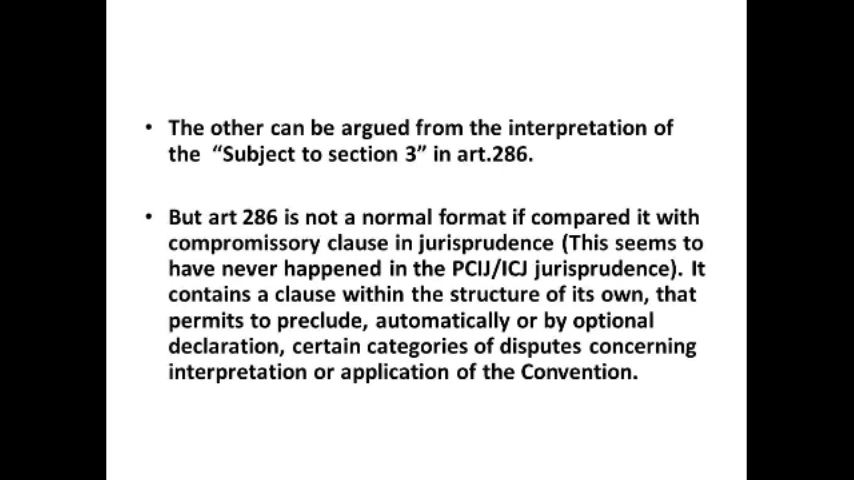 • The other can be argued from the interpretation of
the “Subject to section 3” in art.286.
• But art 286 is not a normal format if compared it with
compromissory clause in jurisprudence (This seems to
have never happened in the PCIJ/ICJ jurisprudence). It
contains a clause within the structure of its own, that
permits to preclude, automatically or by optional
declaration, certain categories of disputes concerning
interpretation or application of the Convention.